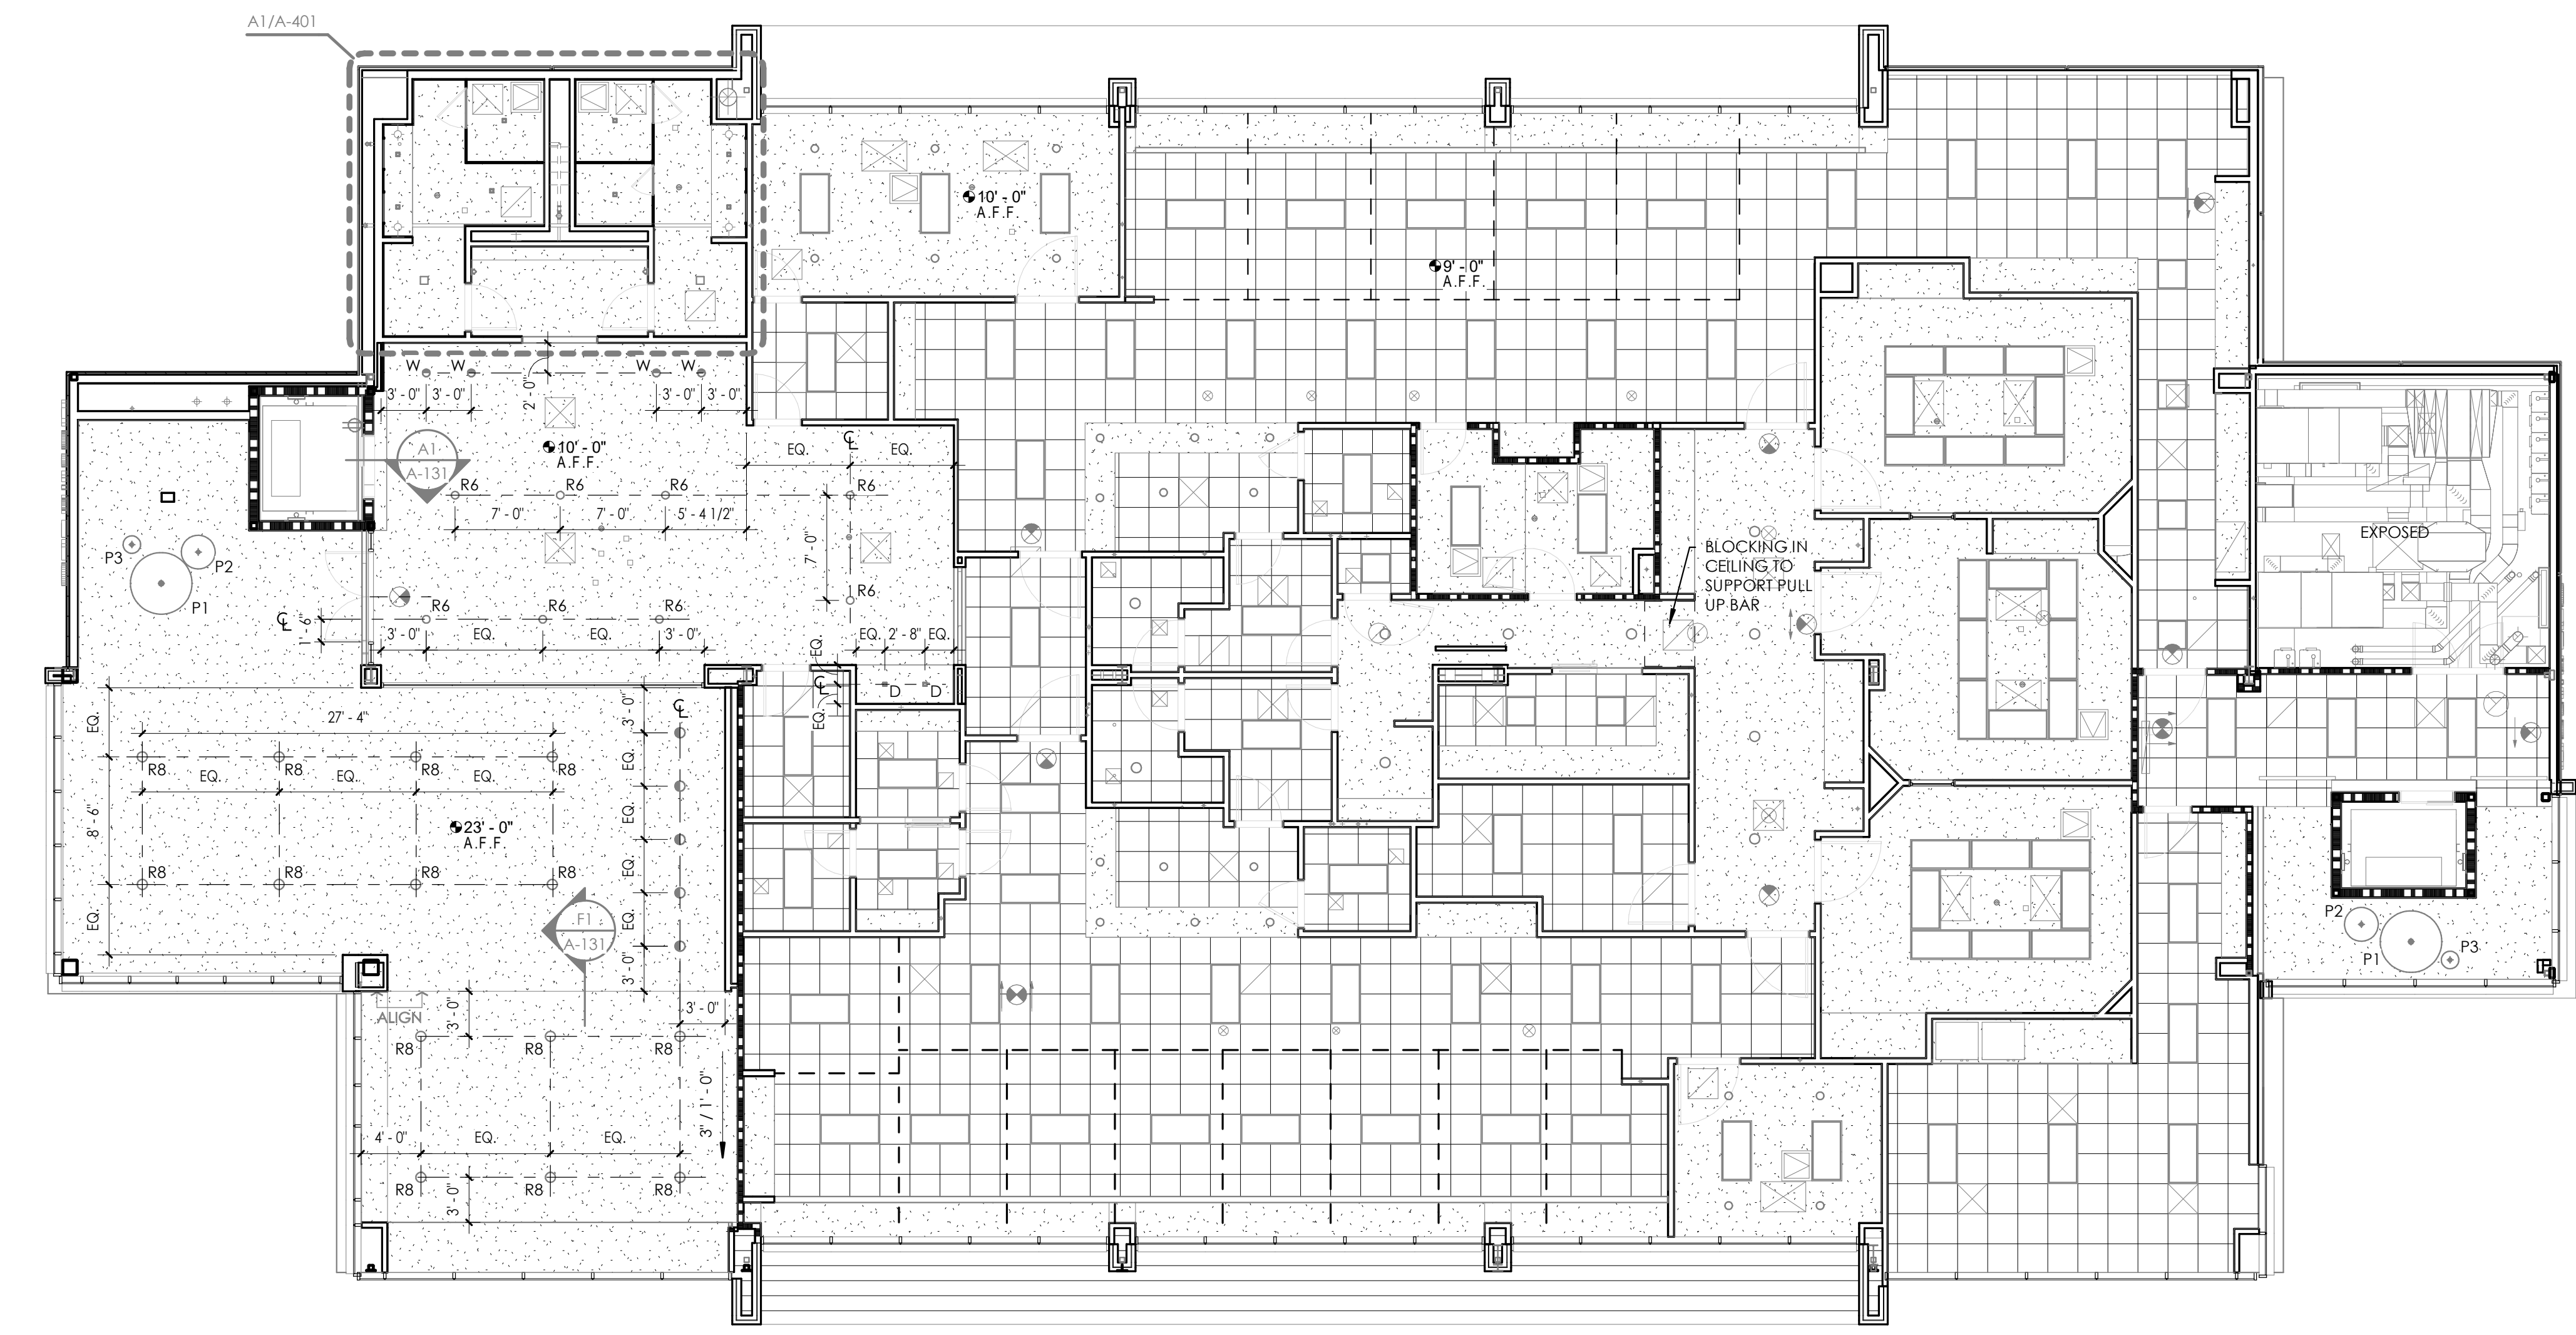 A1/A-401
10' - 0"
A.F.F.
9' - 0"
A.F.F.
W
W
W
W
3' - 0"
3' - 0"
2' - 0"
3' - 0"
3' - 0"
10' - 0"
A.F.F.
A1
A-131
EQ.
℄
EQ.
R6
R6
R6
R6
7' - 0"
7' - 0"
5' - 4 1/2"
7' - 0"
EXPOSED
BLOCKING IN
CEILING TO
SUPPORT PULL
UP BAR
P3
P2
P1
R6
℄
1' - 6"
R6
R6
R6
3' - 0"
EQ.
EQ.
3' - 0"
EQ.
EQ.
2' - 8"
EQ.
℄
EQ.
D
D
EQ.
27' - 4"
3' - 0"
℄
R8
R8
R8
R8
EQ.
EQ.
EQ.
EQ.
8' - 6"
23' - 0"
A.F.F.
EQ.
R8
R8
R8
R8
EQ.
EQ.
F1
A-131
EQ.
3' - 0"
P2
P1
P3
ALIGN
3' - 0"
3' - 0"
R8
R8
R8
3" / 1' - 0"
4' - 0"
EQ.
EQ.
R8
R8
R8
3' - 0"